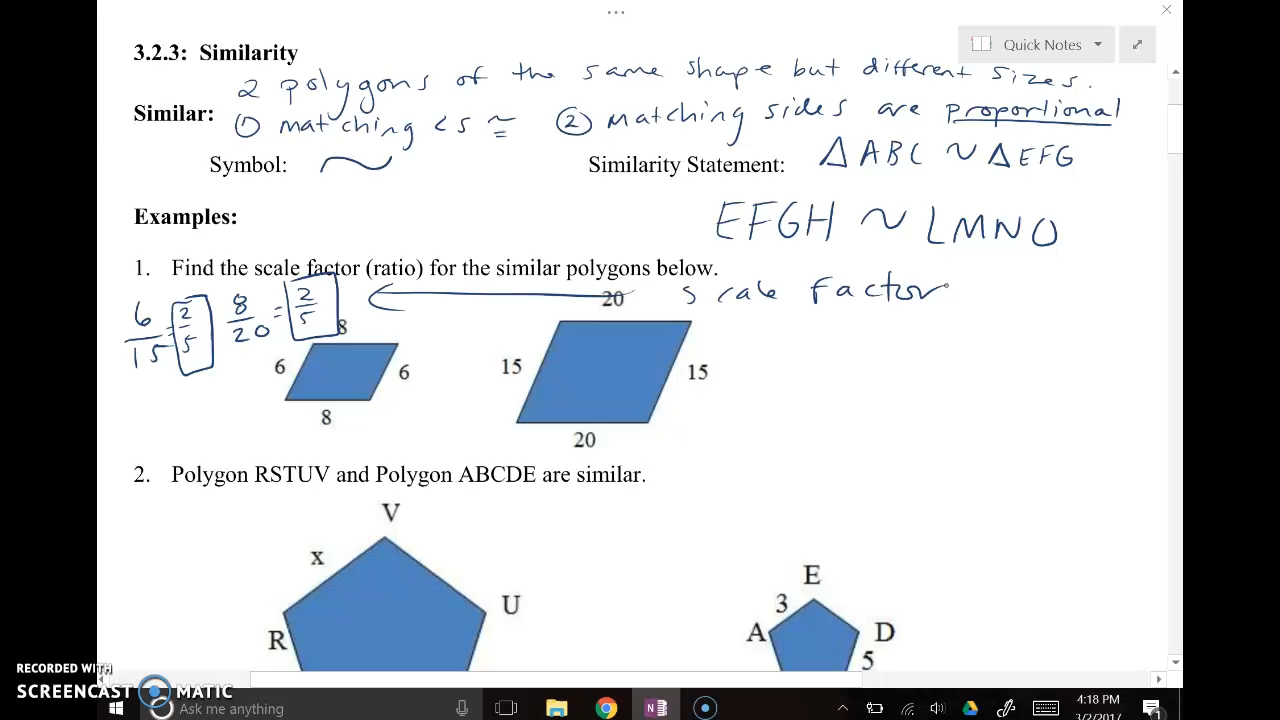 3.2.3: Similarity
Quick Notes
2 polygons of the same shape but different sizes.
Similar: ① matching <s ≅ ② matching sides are proportional
Symbol: ~ Similarity Statement: △ABC ~ △EFG
Examples: EFGH ~ LMNO
1. Find the scale factor (ratio) for the similar polygons below.
6/15 = 2/5 8/20 = 2/5 20 scale factor
8
6 6 15 15
8
20
2. Polygon RSTUV and Polygon ABCDE are similar.
V
x
E
3
U
R A D
5
RECORDED WITH
SCREENCAST MATIC
Ask me anything
4:18 PM
3/2/2017